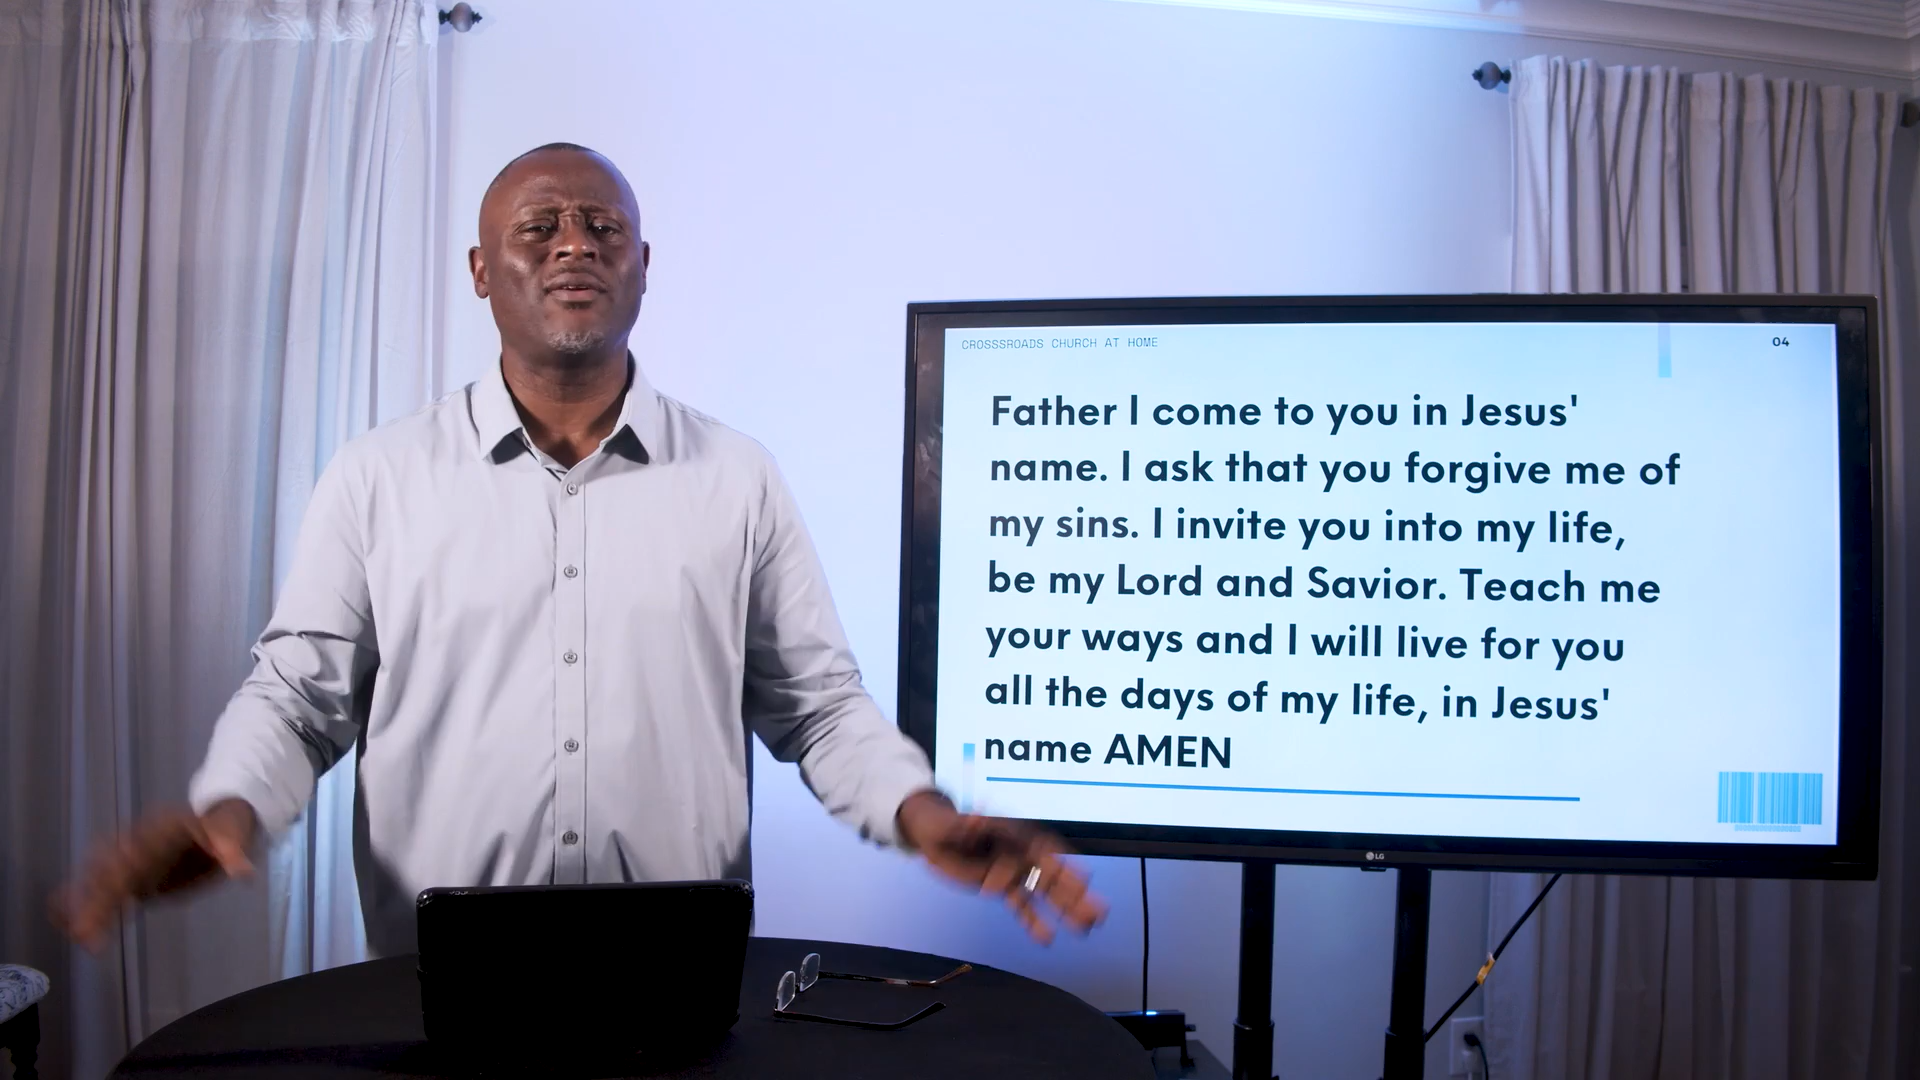 CROSSSROADS CHURCH AT HOME
04
Father I come to you in Jesus'
name. I ask that you forgive me of
my sins. I invite you into my life,
be my Lord and Savior. Teach me
your ways and I will live for you
all the days of my life, in Jesus'
name AMEN
LG